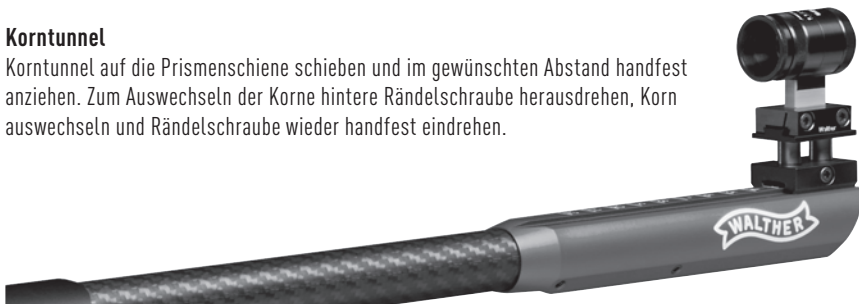 Korntunnel
Korntunnel auf die Prismenschiene schieben und im gewünschten Abstand handfest
anziehen. Zum Auswechseln der Korne hintere Rändelschraube herausdrehen, Korn
auswechseln und Rändelschraube wieder handfest eindrehen.
Walther
WALTHER